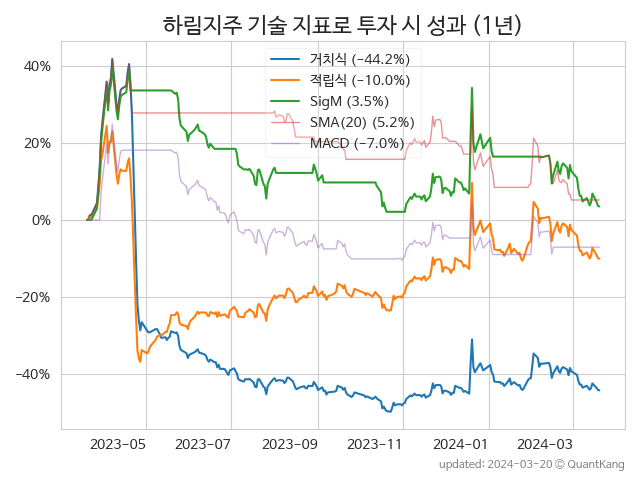 하림지주 기술 지표로 투자 시 성과 (1년)
거치식 (−44.2%)
적립식 (−10.0%)
SigM (3.5%)
SMA(20) (5.2%)
MACD (−7.0%)
40%
20%
0%
−20%
−40%
2023−05 2023−07 2023−09 2023−11 2024−01 2024−03
updated: 2024−03−20 © QuantKang